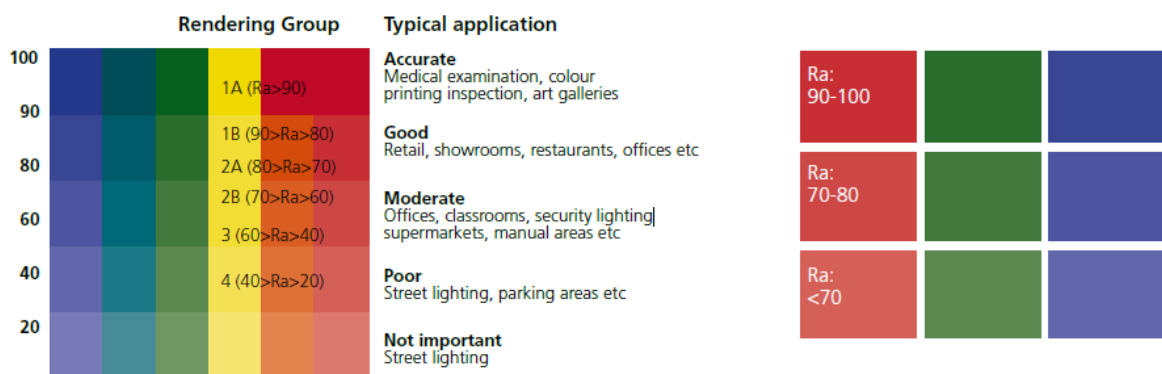 Rendering Group
Typical application
100
90
80
60
40
20
1A (Ra>90)
1B (90>Ra>80)
2A (80>Ra>70)
2B (70>Ra>60)
3 (60>Ra>40)
4 (40>Ra>20)
Accurate
Medical examination, colour
printing inspection, art galleries
Good
Retail, showrooms, restaurants, offices etc
Moderate
Offices, classrooms, security lighting
supermarkets, manual areas etc
Poor
Street lighting, parking areas etc
Not important
Street lighting
Ra:
90-100
Ra:
70-80
Ra:
<70